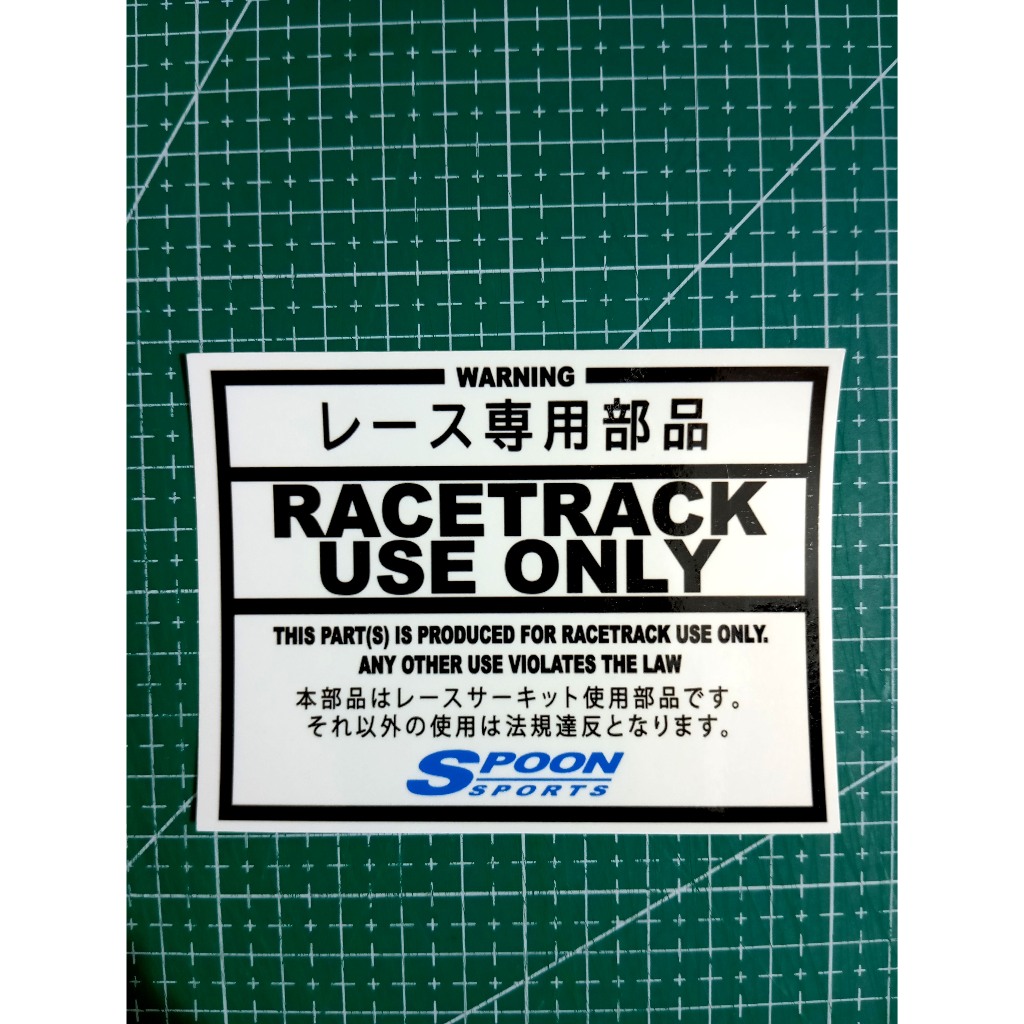 WARNING
レース専用部品
RACETRACK
USE ONLY
THIS PART(S) IS PRODUCED FOR RACETRACK USE ONLY.
ANY OTHER USE VIOLATES THE LAW
本部品はレースサーキット使用部品です。
それ以外の使用は法規違反となります。
SPOON
SPORTS